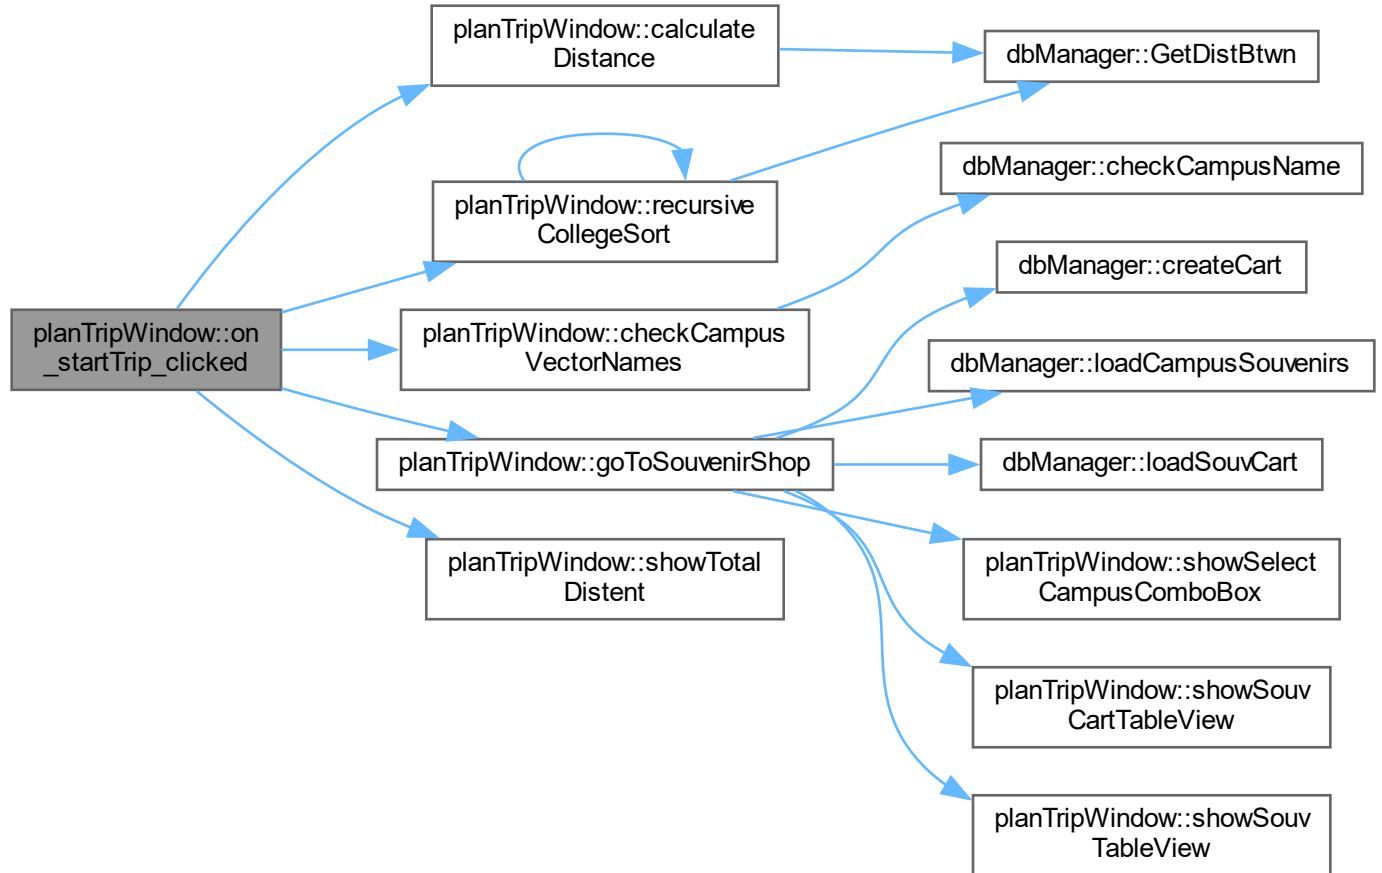 planTripWindow::on
_startTrip_clicked
planTripWindow::calculate
Distance
planTripWindow::recursive
CollegeSort
planTripWindow::checkCampus
VectorNames
planTripWindow::goToSouvenirShop
planTripWindow::showTotal
Distent
dbManager::GetDistBtwn
dbManager::checkCampusName
dbManager::createCart
dbManager::loadCampusSouvenirs
dbManager::loadSouvCart
planTripWindow::showSelect
CampusComboBox
planTripWindow::showSouv
CartTableView
planTripWindow::showSouv
TableView